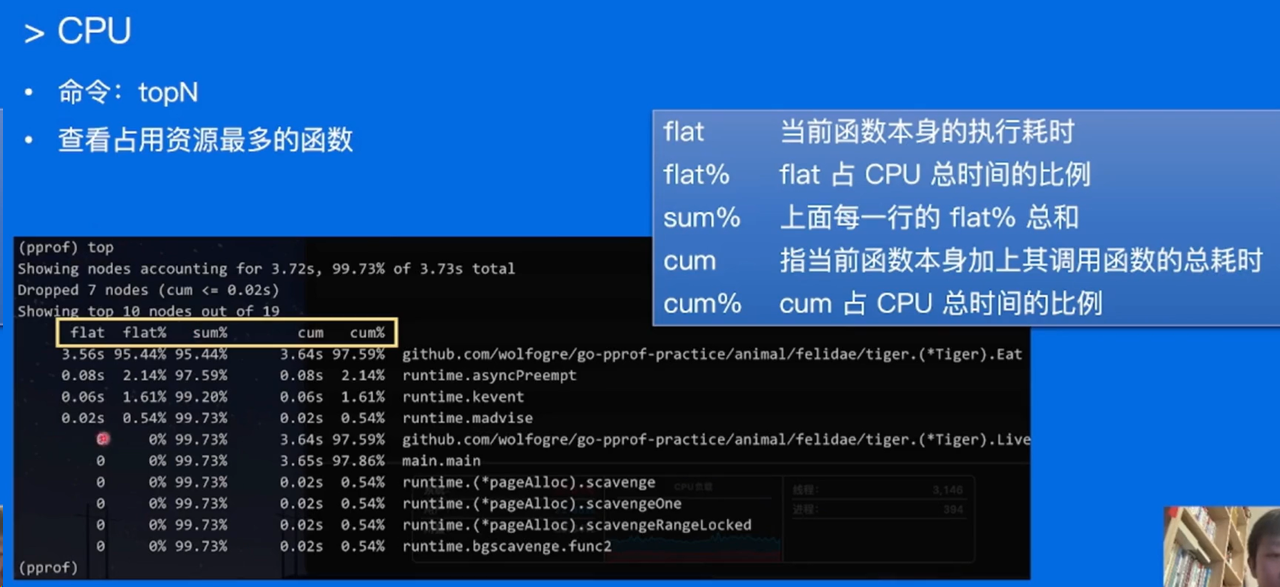 > CPU
• 命令：topN
• 查看占用资源最多的函数
flat 当前函数本身的执行耗时
flat% flat 占 CPU 总时间的比例
sum% 上面每一行的 flat% 总和
cum 指当前函数本身加上其调用函数的总耗时
cum% cum 占 CPU 总时间的比例
(pprof) top
Showing nodes accounting for 3.72s, 99.73% of 3.73s total
Dropped 7 nodes (cum <= 0.02s)
Showing top 10 nodes out of 19
flat flat% sum% cum cum%
3.56s 95.44% 95.44% 3.64s 97.59% github.com/wolfogre/go-pprof-practice/animal/felidae/tiger.(*Tiger).Eat
0.08s 2.14% 97.59% 0.08s 2.14% runtime.asyncPreempt
0.06s 1.61% 99.20% 0.06s 1.61% runtime.kevent
0.02s 0.54% 99.73% 0.02s 0.54% runtime.madvise
0% 99.73% 3.64s 97.59% github.com/wolfogre/go-pprof-practice/animal/felidae/tiger.(*Tiger).Live
0 0% 99.73% 3.65s 97.86% main.main
0 0% 99.73% 0.02s 0.54% runtime.(*pageAlloc).scavenge
0 0% 99.73% 0.02s 0.54% runtime.(*pageAlloc).scavengeOne
0 0% 99.73% 0.02s 0.54% runtime.(*pageAlloc).scavengeRangeLocked
0 0% 99.73% 0.02s 0.54% runtime.bgscavenge.func2
(pprof)
CPU负载
线程： 3,146
进程： 394